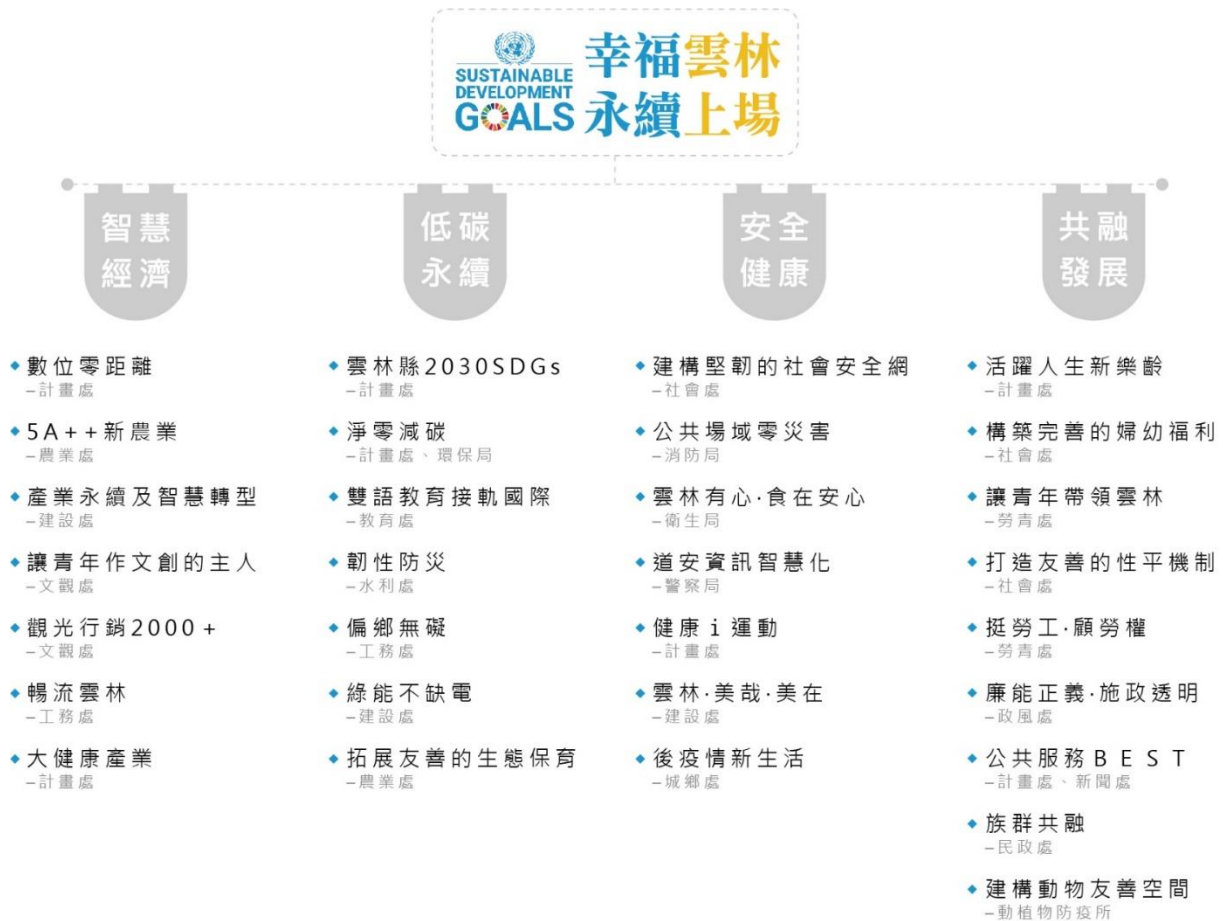 SUSTAINABLE
DEVELOPMENT
GOALS
幸福雲林
永續上場
智慧
經濟
低碳
永續
安全
健康
共融
發展
◆數位零距離
–計畫處
◆5A++新農業
–農業處
◆產業永續及智慧轉型
–建設處
◆讓青年作文創的主人
–文觀處
◆觀光行銷2000+
–文觀處
◆暢流雲林
–工務處
◆大健康產業
–計畫處
◆雲林縣2030SDGs
–計畫處
◆淨零減碳
–計畫處、環保局
◆雙語教育接軌國際
–教育處
◆韌性防災
–水利處
◆偏鄉無礙
–工務處
◆綠能不缺電
–建設處
◆拓展友善的生態保育
–農業處
◆建構堅韌的社會安全網
–社會處
◆公共場域零災害
–消防局
◆雲林有心·食在安心
–衛生局
◆道安資訊智慧化
–警察局
◆健康i運動
–計畫處
◆雲林·美哉·美在
–建設處
◆後疫情新生活
–城鄉處
◆活躍人生新樂齡
–計畫處
◆構築完善的婦幼福利
–社會處
◆讓青年帶領雲林
–勞青處
◆打造友善的性平機制
–社會處
◆挺勞工·顧勞權
–勞青處
◆廉能正義·施政透明
–政風處
◆公共服務BEST
–計畫處、新聞處
◆族群共融
–民政處
◆建構動物友善空間
–動植物防疫所